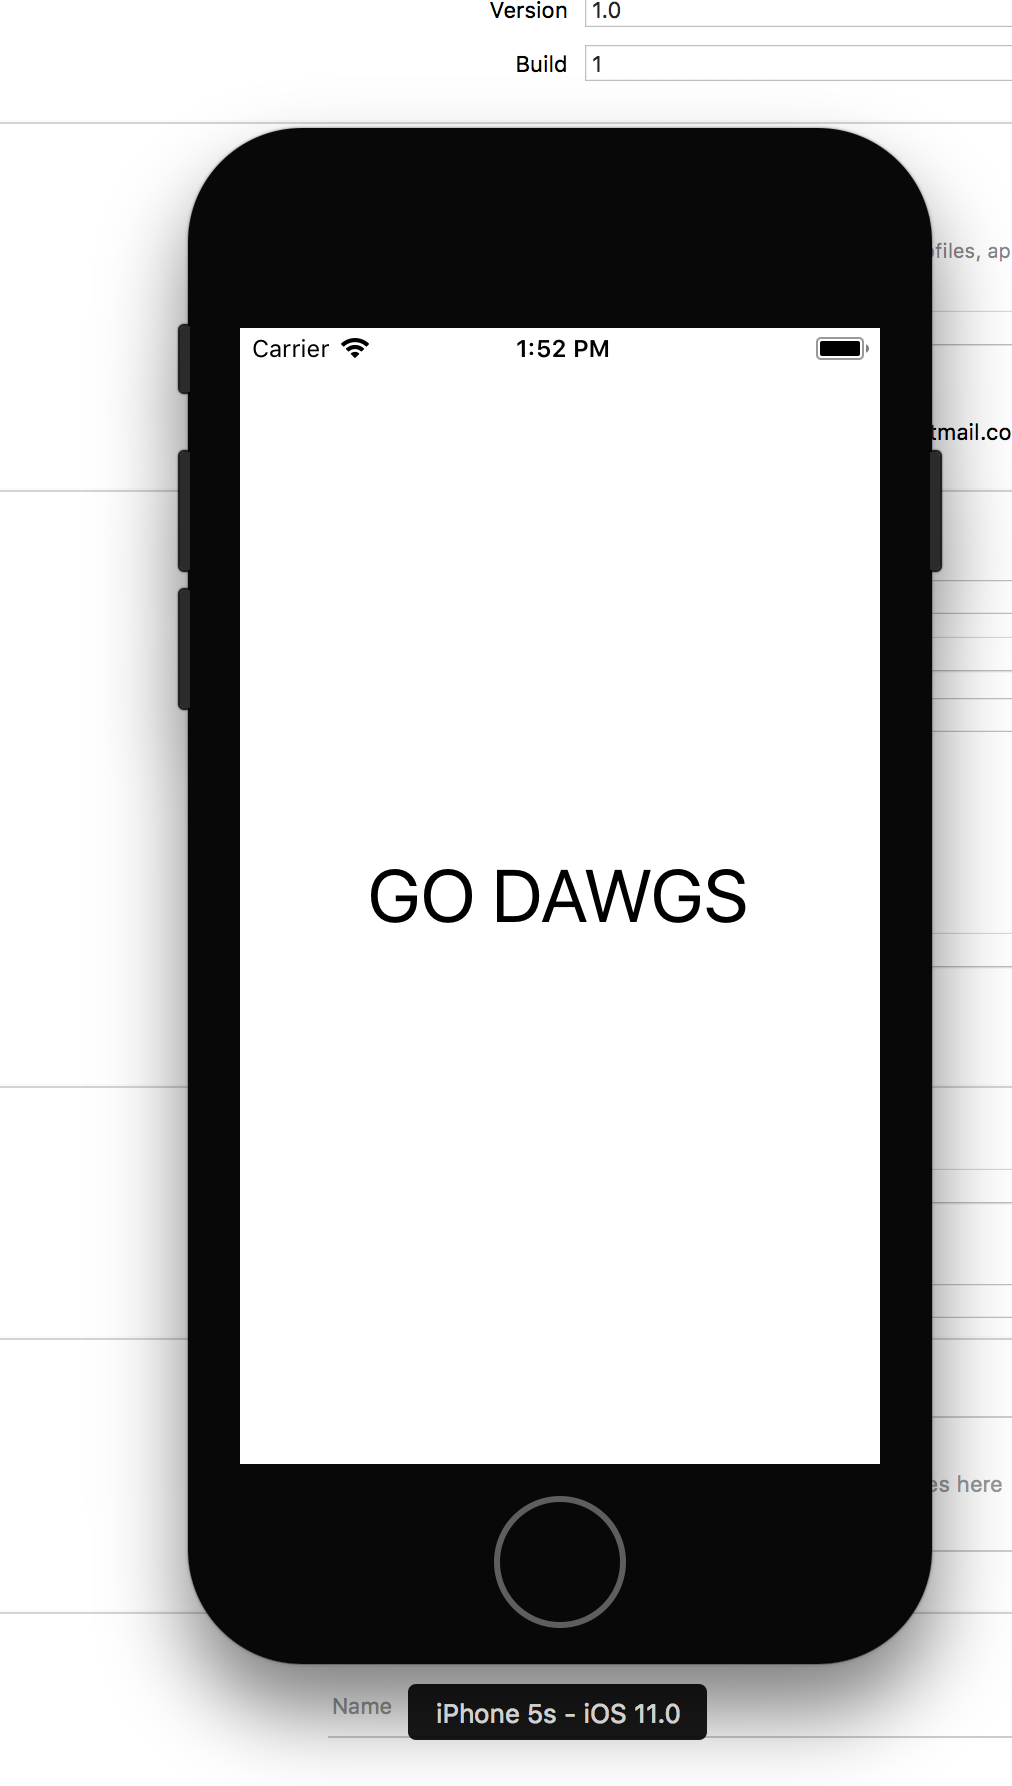 Version 1.0
Build 1
files, ap
tmail.co
Carrier 1:52 PM
GO DAWGS
es here
Name
iPhone 5s - iOS 11.0